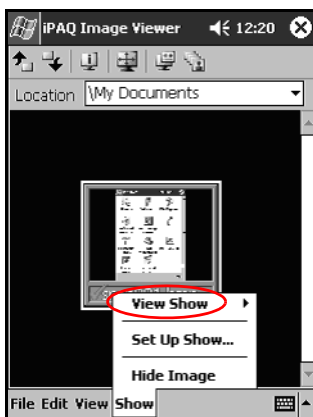 iPAQ Image Viewer 12:20
Location \My Documents
View Show
Set Up Show...
Hide Image
File Edit View Show